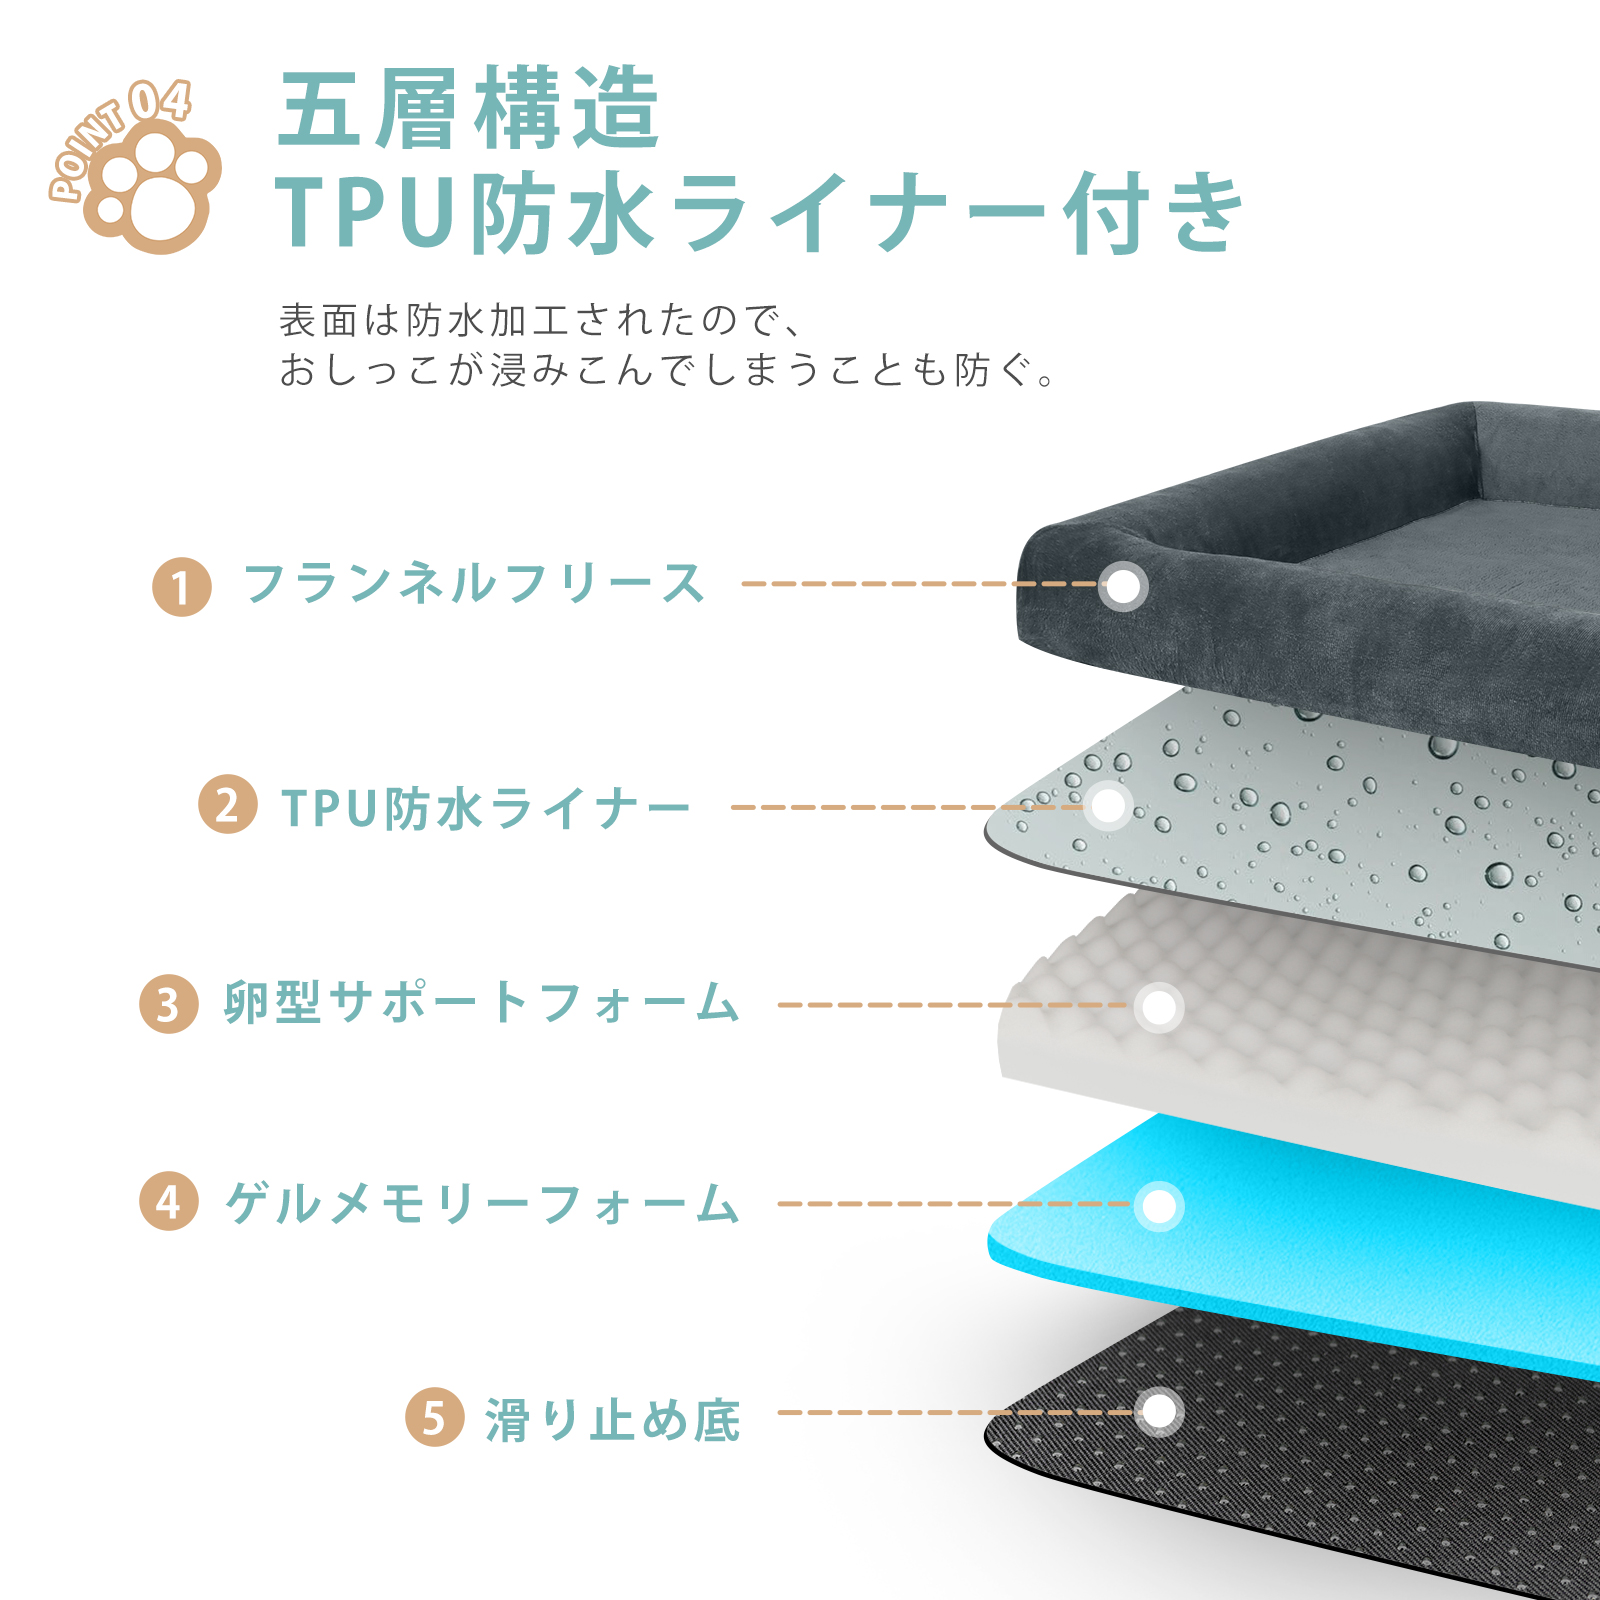 POINT 04
五層構造
TPU防水ライナー付き
表面は防水加工されたので、
おしっこが浸みこんでしまうことも防ぐ。
1 フランネルフリース
2 TPU防水ライナー
3 卵型サポートフォーム
4 ゲルメモリーフォーム
5 滑り止め底